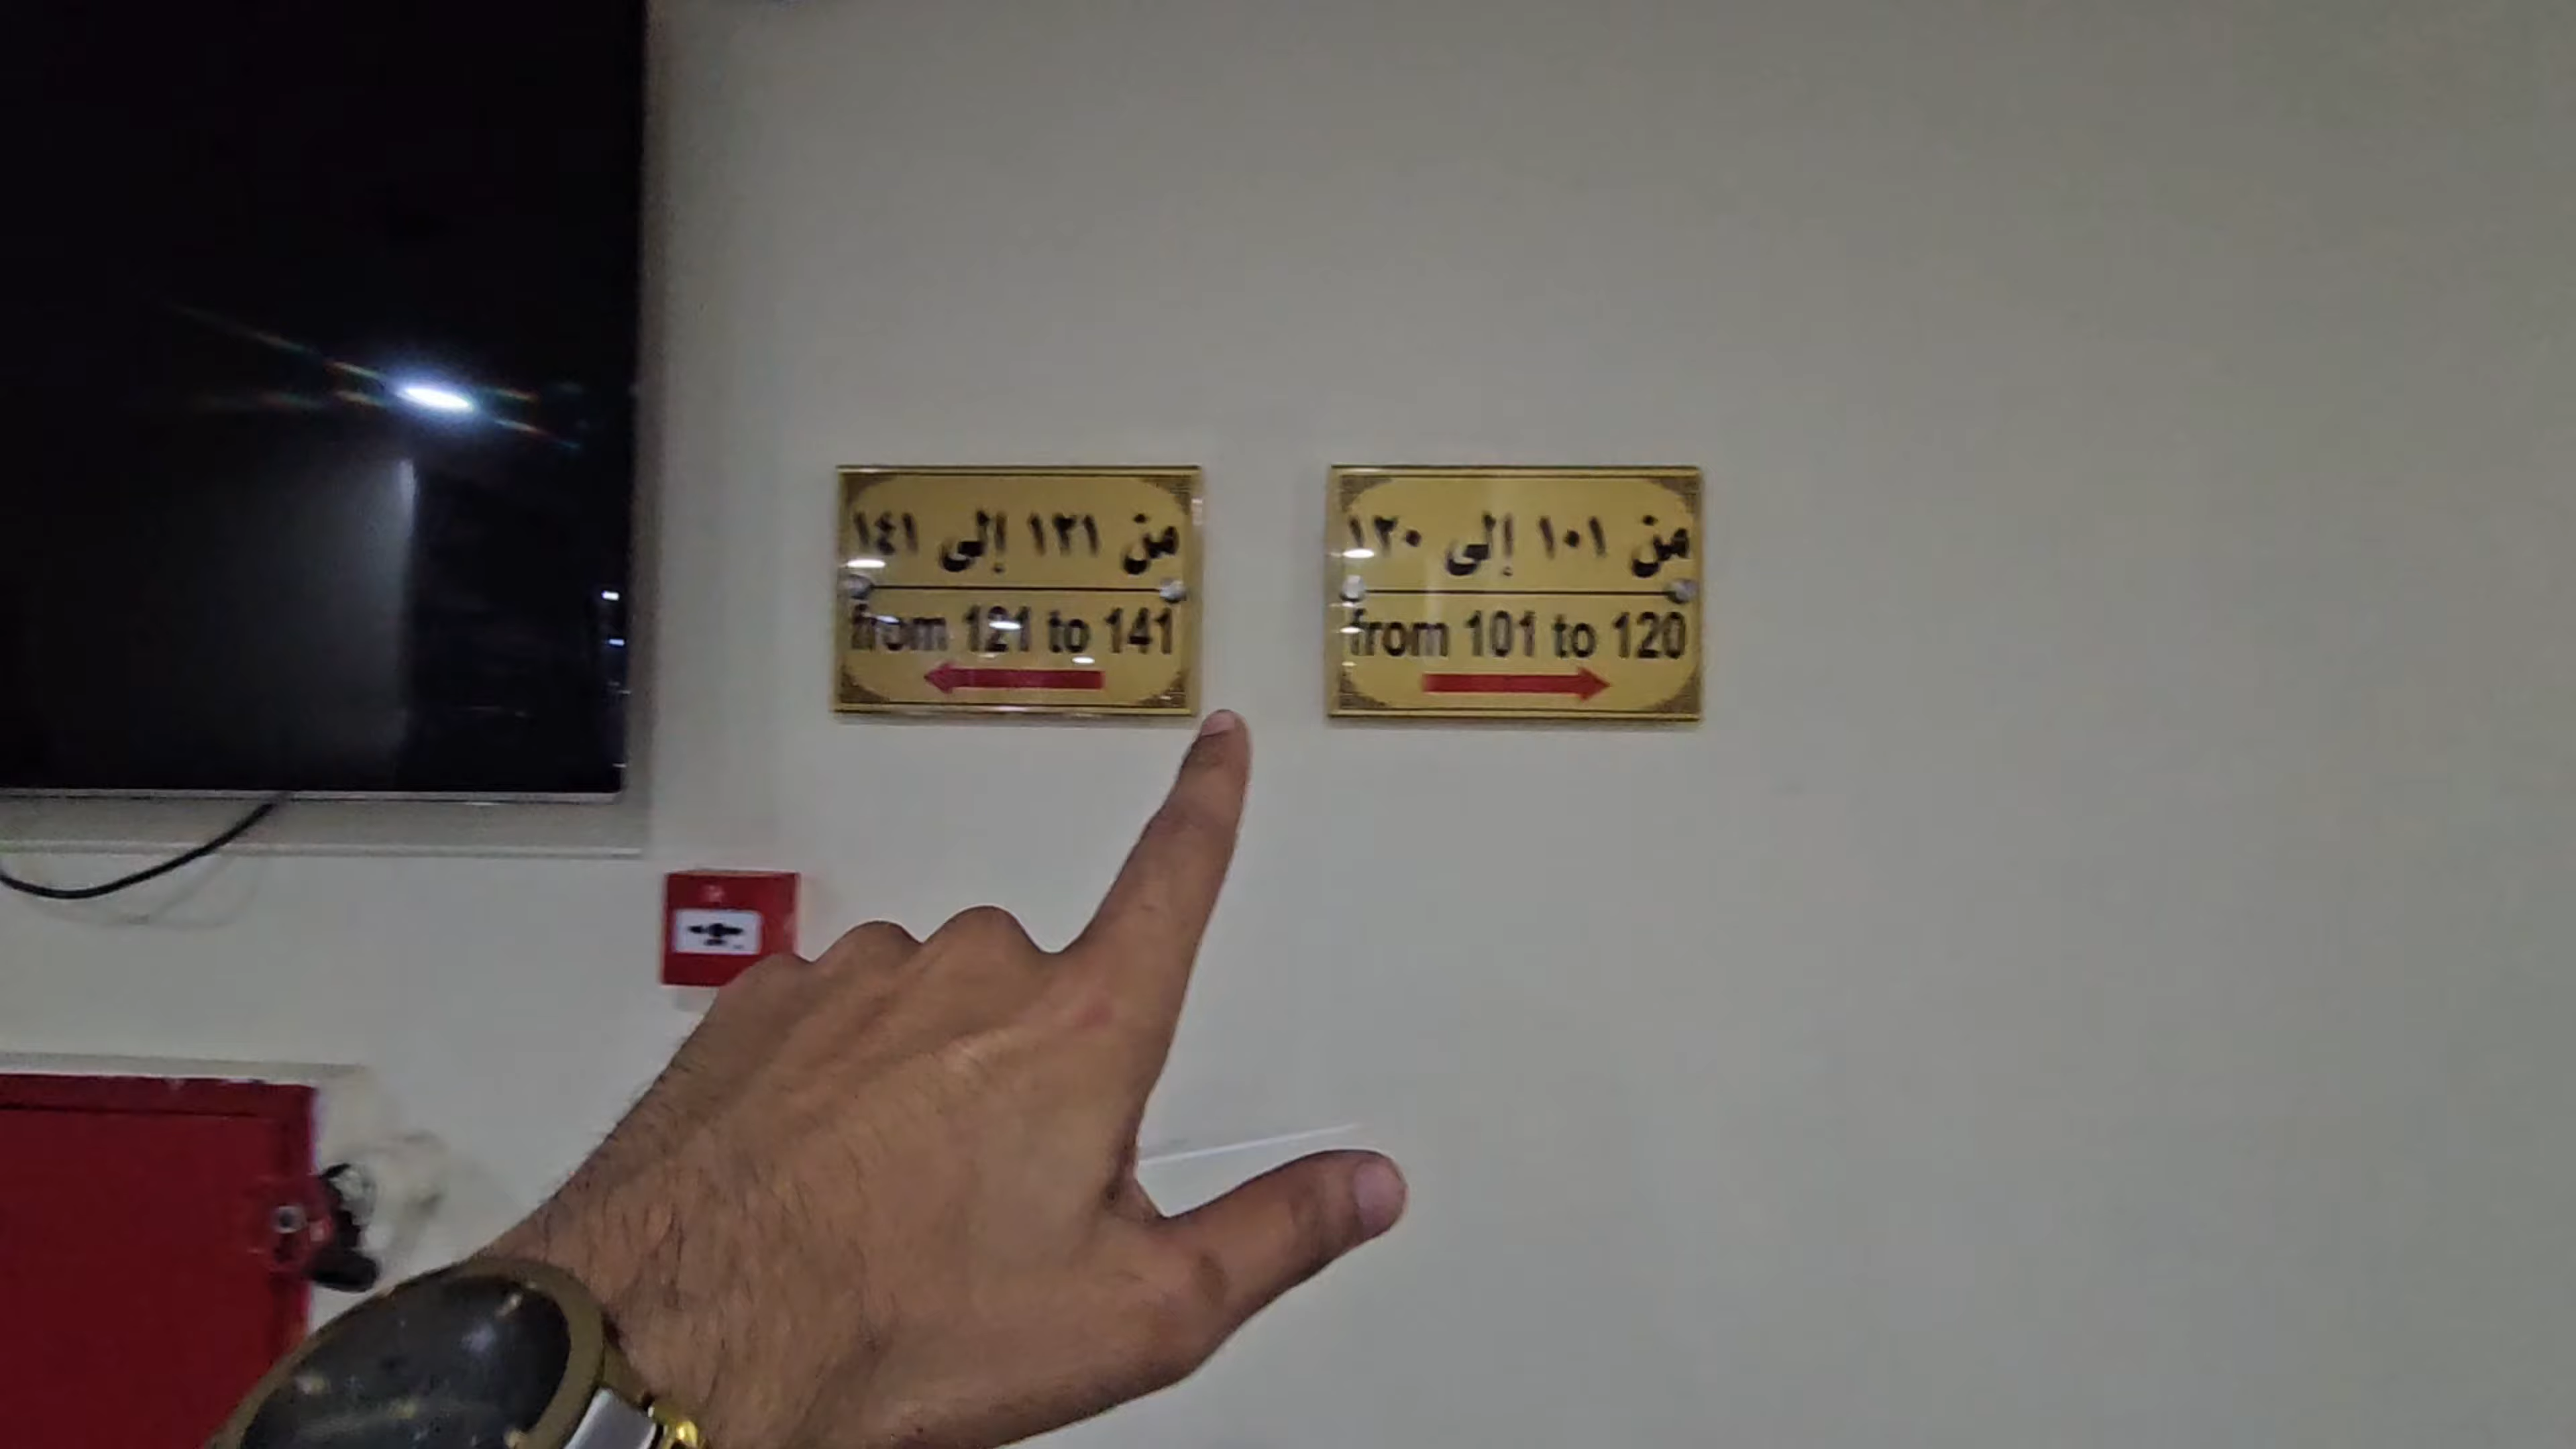 من ١٢١ إلى ١٤١
from 121 to 141
من ١٠١ إلى ١٢٠
from 101 to 120